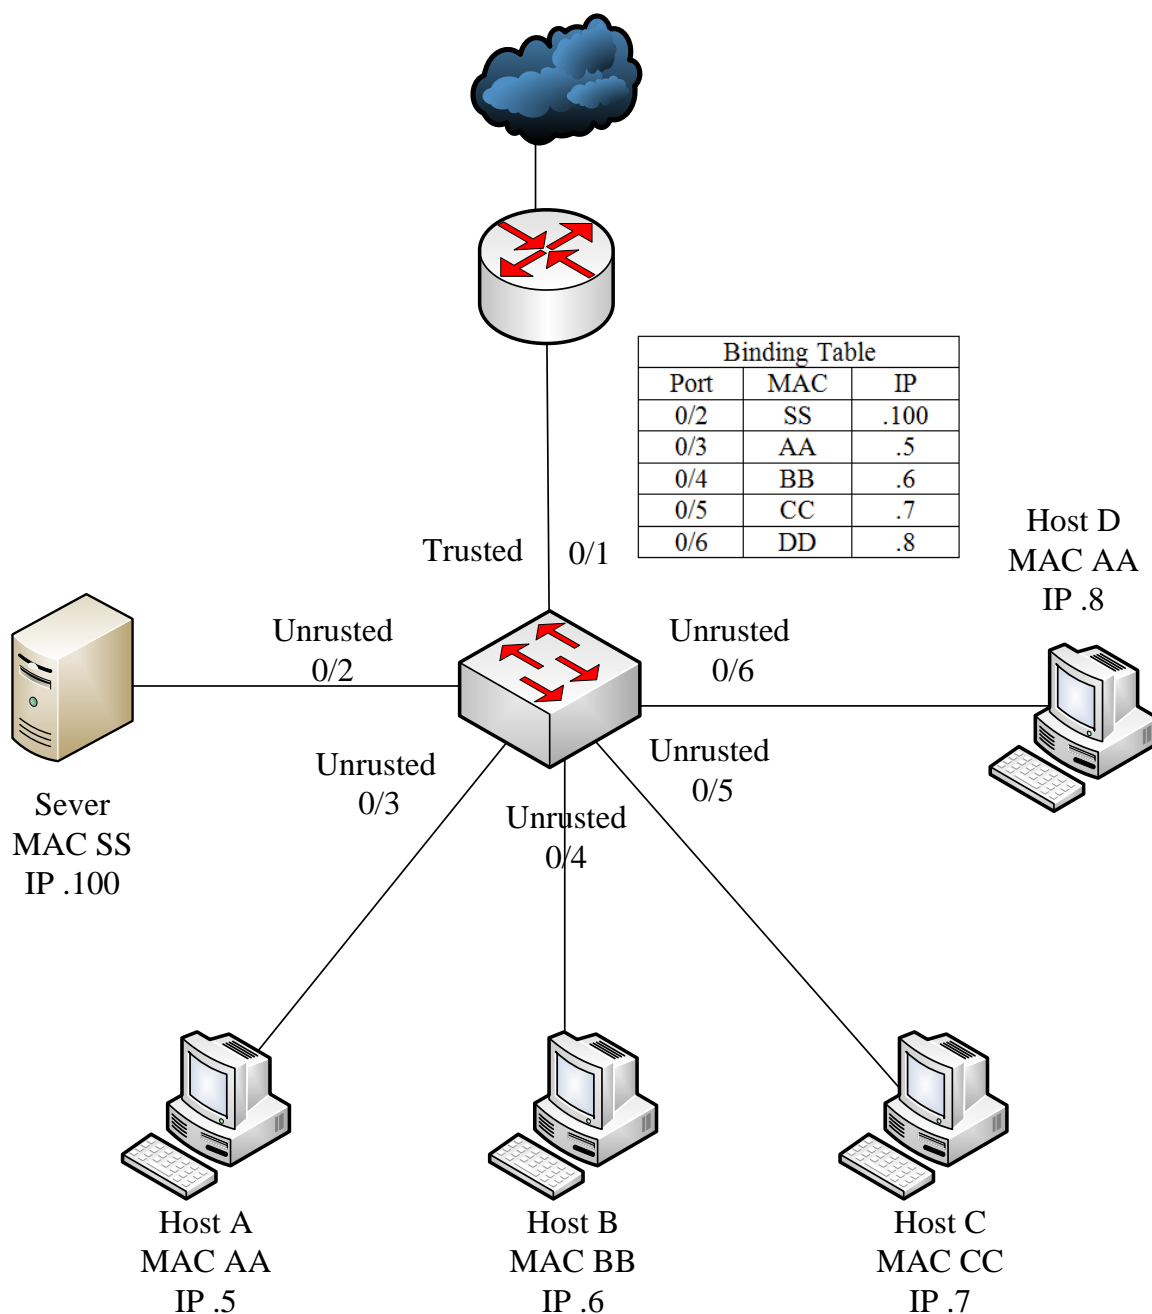 Binding Table
Port MAC IP
0/2 SS .100
0/3 AA .5
0/4 BB .6
0/5 CC .7
0/6 DD .8
Trusted 0/1
Host D
MAC AA
IP .8
Unrusted
0/2
Unrusted
0/6
Unrusted
0/3
Unrusted
0/5
Unrusted
0/4
Sever
MAC SS
IP .100
Host A
MAC AA
IP .5
Host B
MAC BB
IP .6
Host C
MAC CC
IP .7